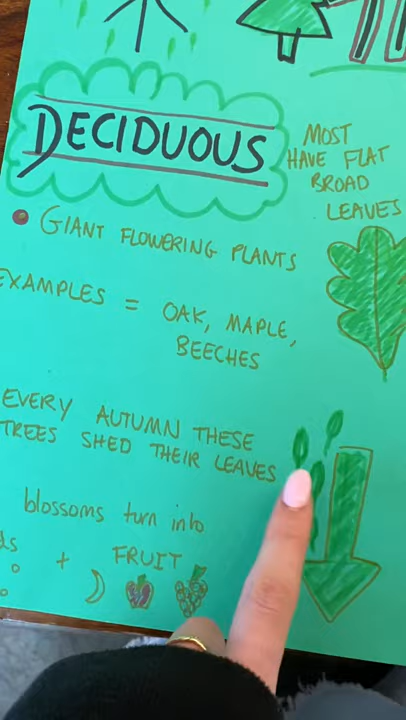 DECIDUOUS
MOST
HAVE FLAT
BROAD
LEAVES
GIANT FLOWERING PLANTS
EXAMPLES = OAK, MAPLE,
BEECHES
EVERY AUTUMN THESE
TREES SHED THEIR LEAVES
blossoms turn into
+ FRUIT